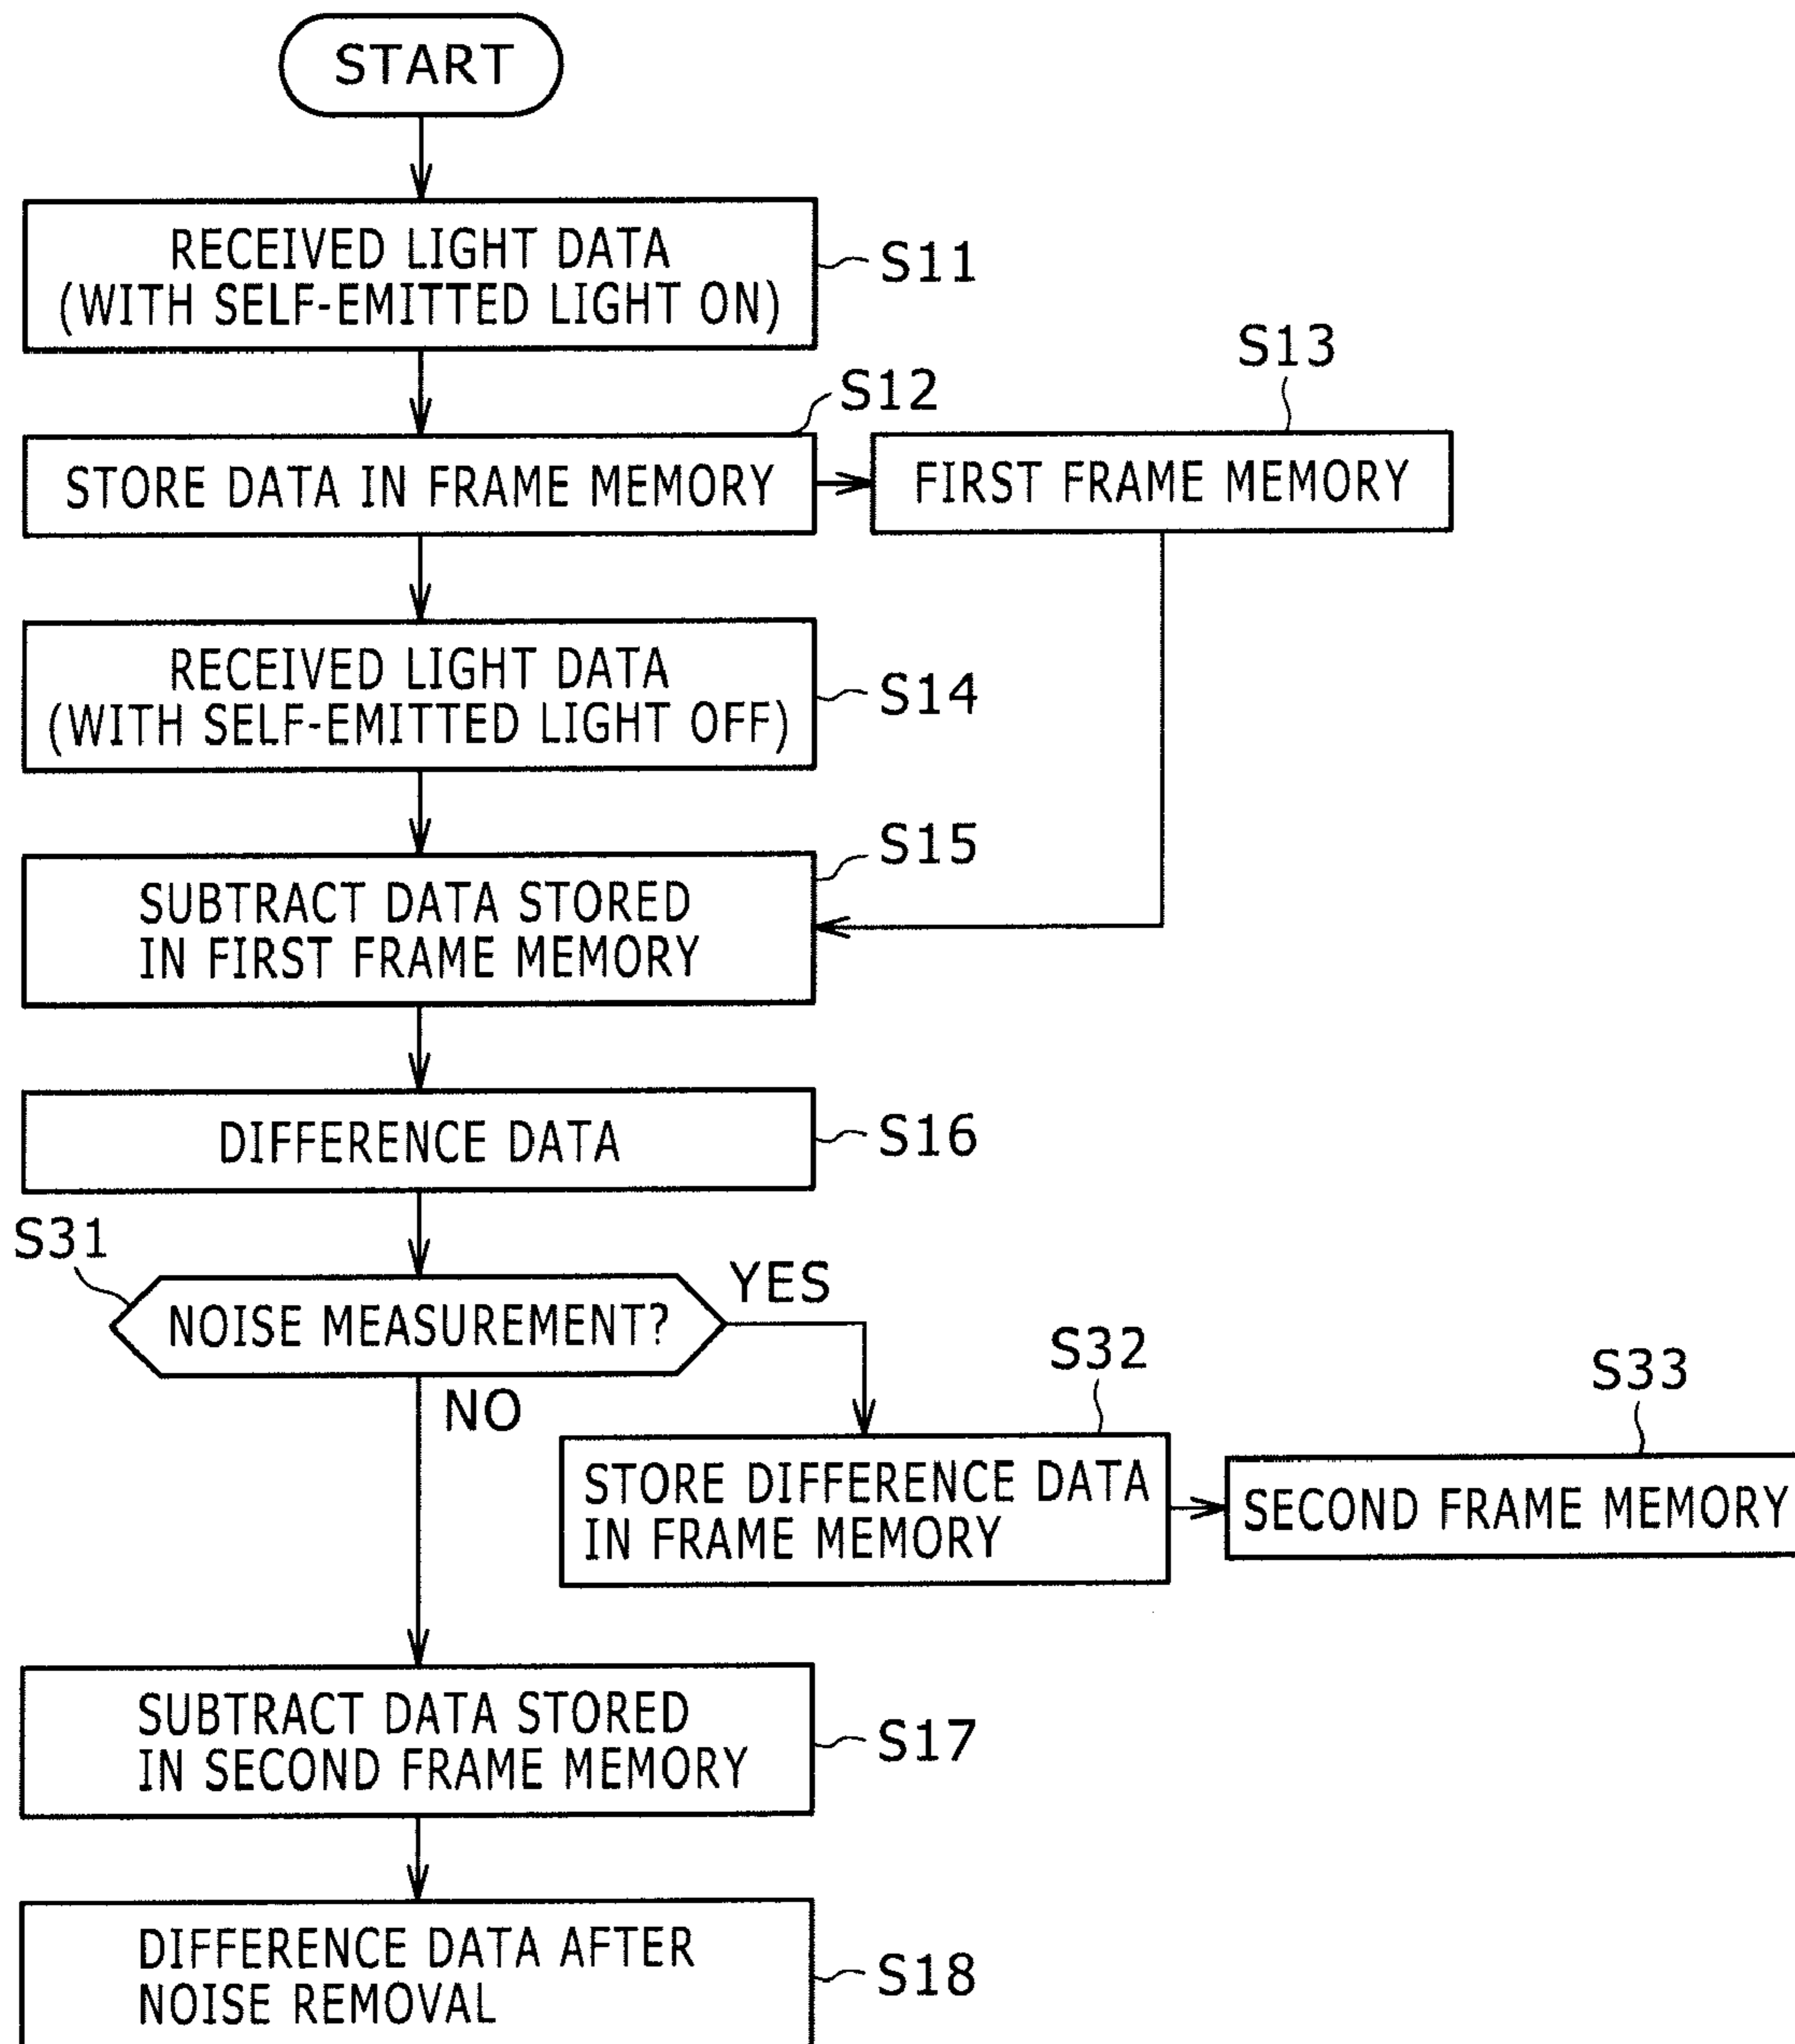 START
RECEIVED LIGHT DATA
(WITH SELF-EMITTED LIGHT ON)
S11
S12
S13
STORE DATA IN FRAME MEMORY
FIRST FRAME MEMORY
RECEIVED LIGHT DATA
(WITH SELF-EMITTED LIGHT OFF)
S14
S15
SUBTRACT DATA STORED
IN FIRST FRAME MEMORY
DIFFERENCE DATA
S16
S31
NOISE MEASUREMENT?
YES
NO
S32
S33
STORE DIFFERENCE DATA
IN FRAME MEMORY
SECOND FRAME MEMORY
SUBTRACT DATA STORED
IN SECOND FRAME MEMORY
S17
DIFFERENCE DATA AFTER
NOISE REMOVAL
S18